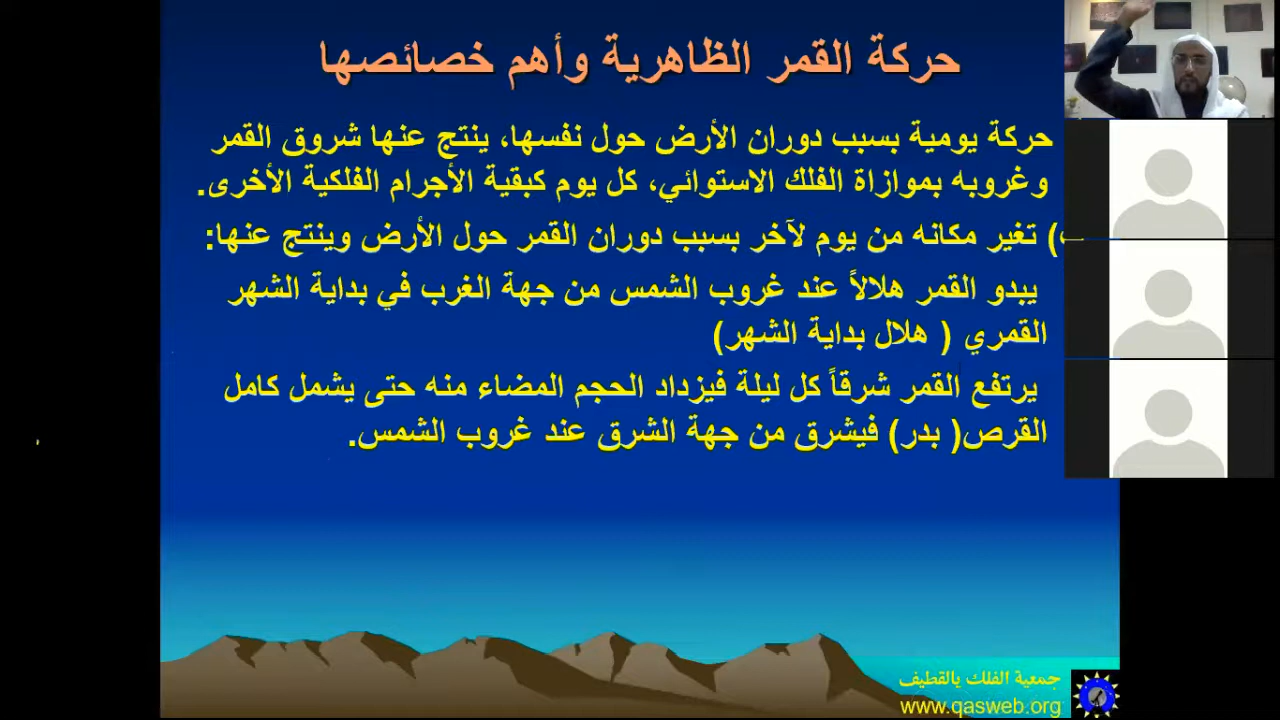 حركة القمر الظاهرية وأهم خصائصها
حركة يومية بسبب دوران الأرض حول نفسها، ينتج عنها شروق القمر
وغروبه بموازاة الفلك الاستوائي، كل يوم كبقية الأجرام الفلكية الأخرى.
) تغير مكانه من يوم لآخر بسبب دوران القمر حول الأرض وينتج عنها:
يبدو القمر هلالاً عند غروب الشمس من جهة الغرب في بداية الشهر
القمري ( هلال بداية الشهر)
يرتفع القمر شرقاً كل ليلة فيزداد الحجم المضاء منه حتى يشمل كامل
القرص( بدر) فيشرق من جهة الشرق عند غروب الشمس.
جمعية الفلك بالقطيف
www.qasweb.org